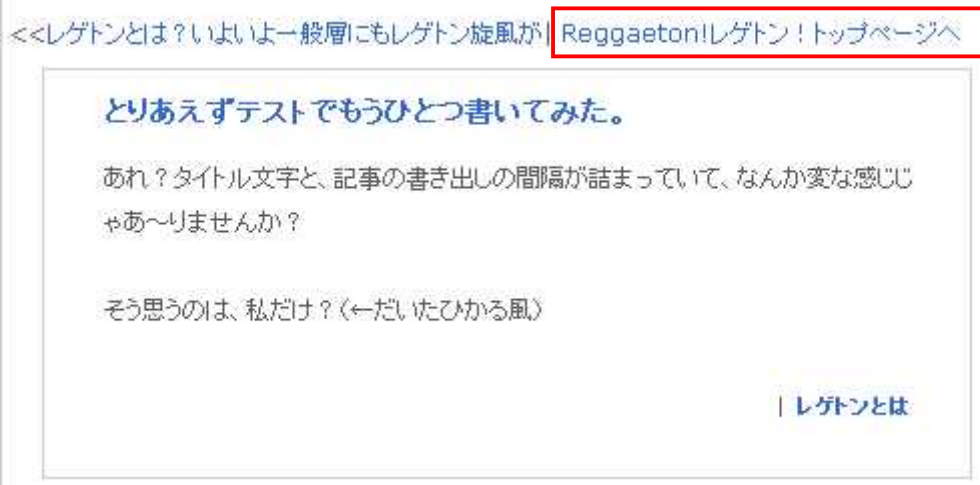 <<レゲトンとは?いよいよ一般層にもレゲトン旋風が| Reggaeton!レゲトン!トップページへ
とりあえずテストでもうひとつ書いてみた。
あれ?タイトル文字と、記事の書き出しの間隔が詰まっていて、なんか変な感じじ
ゃあ～りませんか?
そう思うのは、私だけ?(←だいたひかる風)
| レゲトンとは